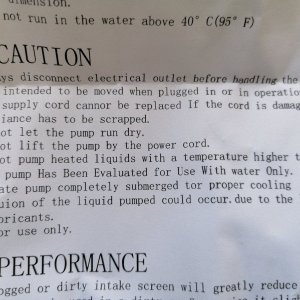 dimension.
not run in the water above 40° C(95° F)
CAUTION
ys disconnect electrical outlet before handling the
intended to be moved when plugged in or in operation
supply cord cannot be replaced If the cord is damag
iance has to be scrapped.
ot let the pump run dry.
ot lift the pump by the power cord.
ot pump heated liquids with a temperature higher t
pump Has Been Evaluated for Use With water Only.
ate pump completely submerged tor proper cooling
uion of the liquid pumped could occur. due to the
bricants.
or use only.
PERFORMANCE
ogged or dirty intake screen will greatly reduce